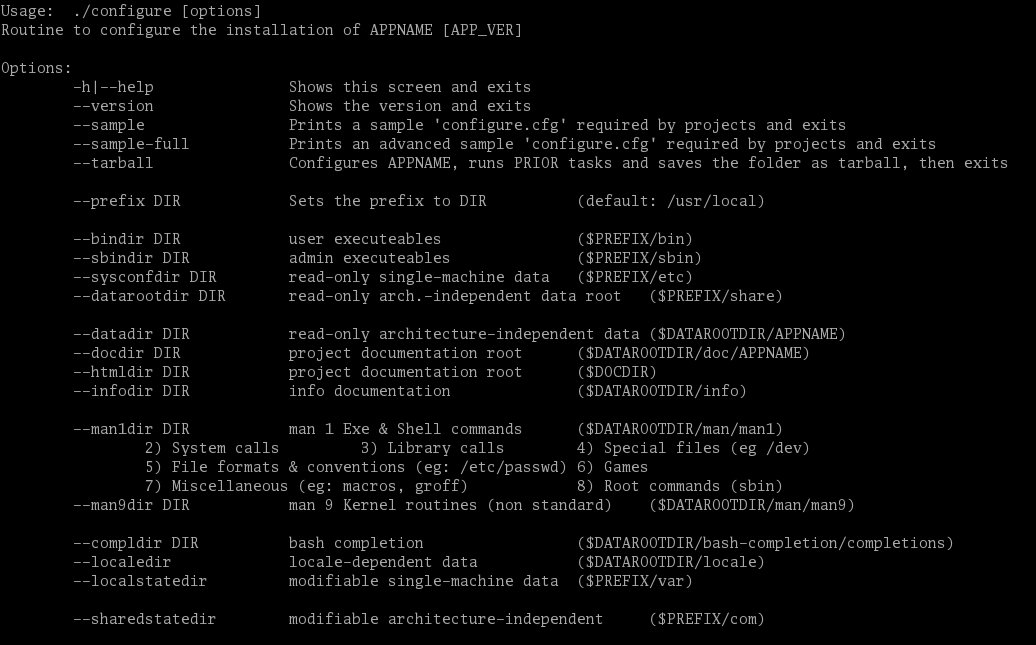 Usage:  ./configure [options]
Routine to configure the installation of APPNAME [APP_VER]

Options:
        -h|--help               Shows this screen and exits
        --version               Shows the version and exits
        --sample                Prints a sample 'configure.cfg' required by projects and exits
        --sample-full           Prints an advanced sample 'configure.cfg' required by projects and exits
        --tarball               Configures APPNAME, runs PRIOR tasks and saves the folder as tarball, then exits

        --prefix DIR            Sets the prefix to DIR          (default: /usr/local)

        --bindir DIR            user executeables               ($PREFIX/bin)
        --sbindir DIR           admin executeables              ($PREFIX/sbin)
        --sysconfdir DIR        read-only single-machine data   ($PREFIX/etc)
        --datarootdir DIR       read-only arch.-independent data root   ($PREFIX/share)

        --datadir DIR           read-only architecture-independent data ($DATAROOTDIR/APPNAME)
        --docdir DIR            project documentation root      ($DATAROOTDIR/doc/APPNAME)
        --htmldir DIR           project documentation root      ($DOCDIR)
        --infodir DIR           info documentation              ($DATAROOTDIR/info)

        --man1dir DIR           man 1 Exe & Shell commands      ($DATAROOTDIR/man/man1)
                2) System calls         3) Library calls        4) Special files (eg /dev)
                5) File formats & conventions (eg: /etc/passwd) 6) Games
                7) Miscellaneous (eg: macros, groff)            8) Root commands (sbin)
        --man9dir DIR           man 9 Kernel routines (non standard)    ($DATAROOTDIR/man/man9)

        --compldir DIR          bash completion                 ($DATAROOTDIR/bash-completion/completions)
        --localedir             locale-dependent data           ($DATAROOTDIR/locale)
        --localstatedir         modifiable single-machine data  ($PREFIX/var)

        --sharedstatedir        modifiable architecture-independent     ($PREFIX/com)